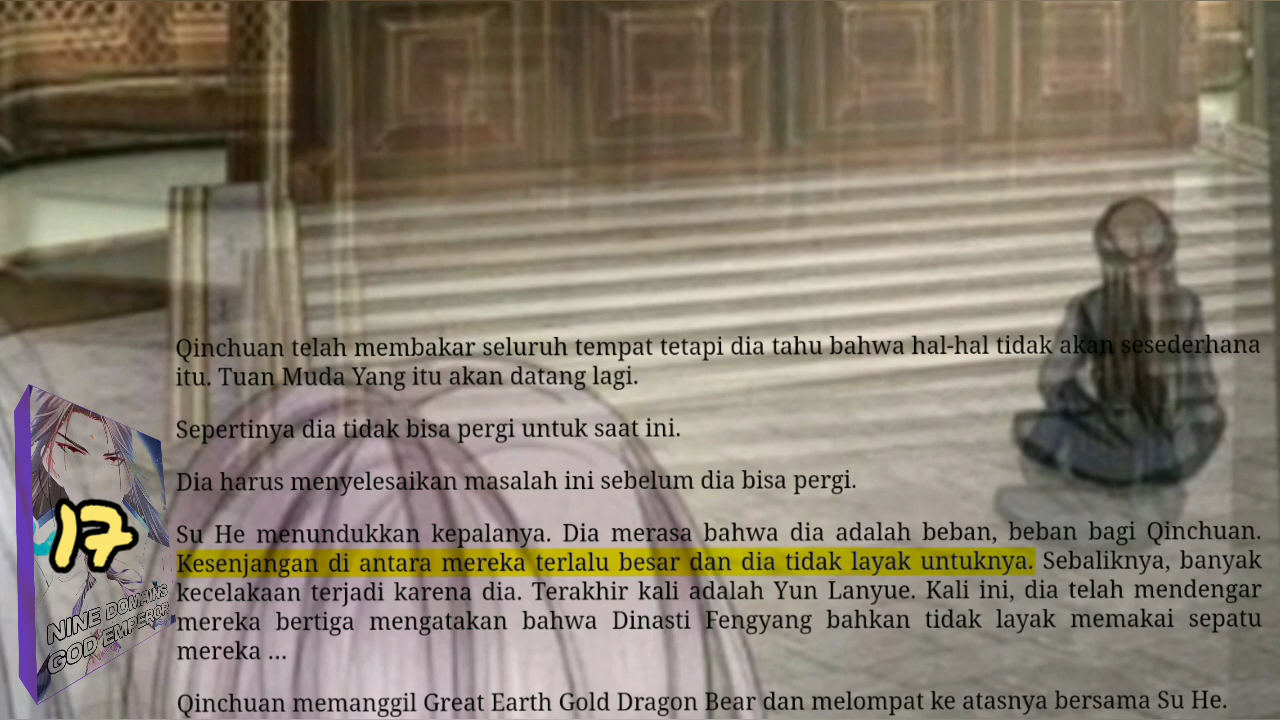 Qinchuan telah membakar seluruh tempat tetapi dia tahu bahwa hal-hal tidak akan sesederhana
itu. Tuan Muda Yang itu akan datang lagi.
Sepertinya dia tidak bisa pergi untuk saat ini.
Dia harus menyelesaikan masalah ini sebelum dia bisa pergi.
Su He menundukkan kepalanya. Dia merasa bahwa dia adalah beban, beban bagi Qinchuan.
Kesenjangan di antara mereka terlalu besar dan dia tidak layak untuknya. Sebaliknya, banyak
kecelakaan terjadi karena dia. Terakhir kali adalah Yun Lanyue. Kali ini, dia telah mendengar
mereka bertiga mengatakan bahwa Dinasti Fengyang bahkan tidak layak memakai sepatu
mereka ...
Qinchuan memanggil Great Earth Gold Dragon Bear dan melompat ke atasnya bersama Su He.
17
NINE DOMAINS
GOD EMPEROR